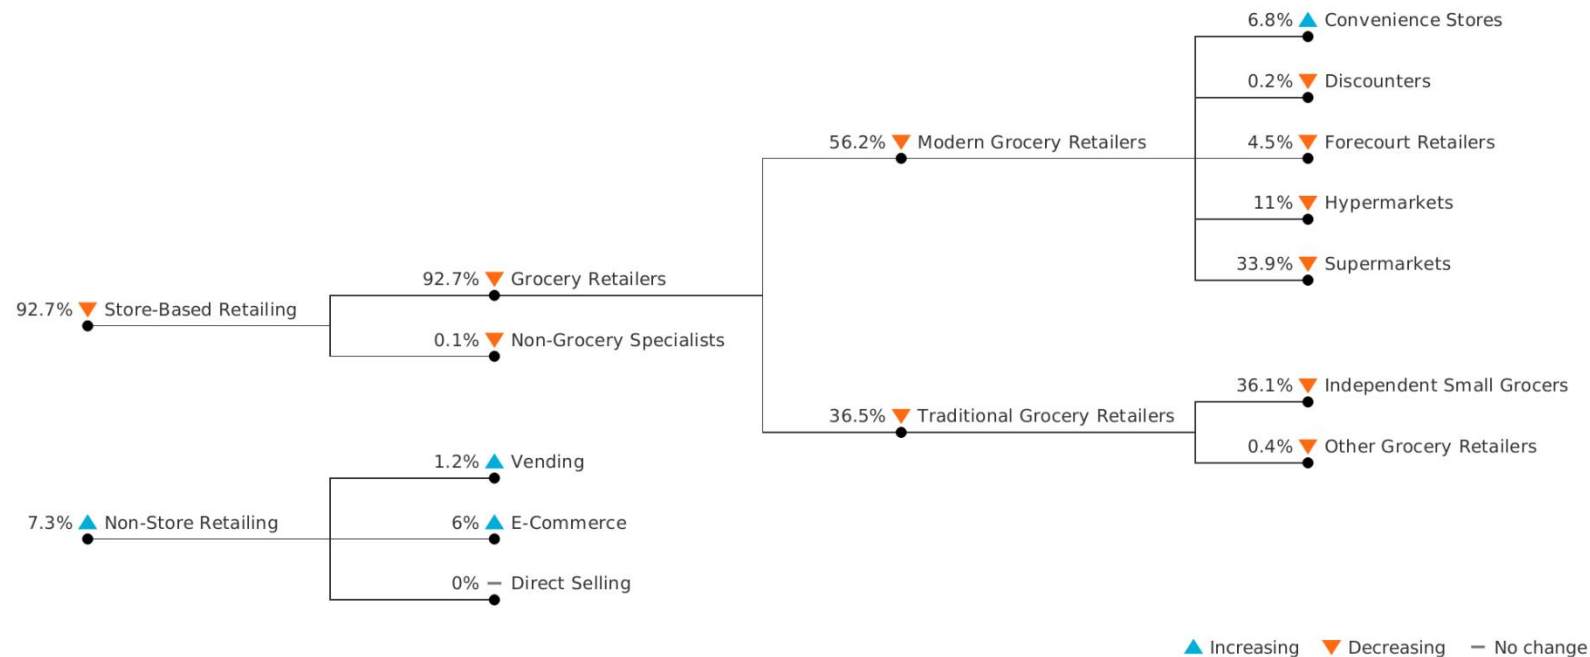 6.8% Convenience Stores
0.2% Discounters
56.2% Modern Grocery Retailers
4.5% Forecourt Retailers
11% Hypermarkets
33.9% Supermarkets
92.7% Grocery Retailers
92.7% Store-Based Retailing
0.1% Non-Grocery Specialists
36.1% Independent Small Grocers
36.5% Traditional Grocery Retailers
0.4% Other Grocery Retailers
1.2% Vending
7.3% Non-Store Retailing
6% E-Commerce
0% Direct Selling
Increasing Decreasing No change